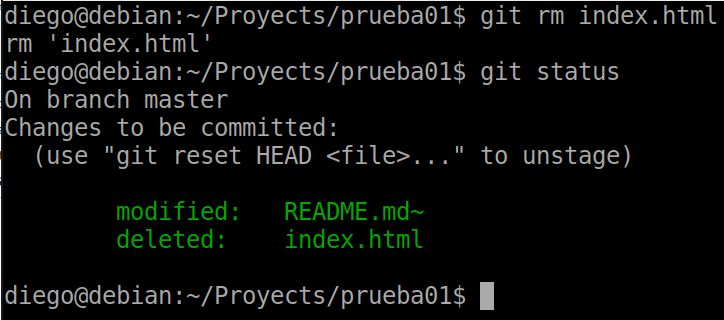 diego@debian:~/Proyects/prueba01$ git rm index.html
rm 'index.html'
diego@debian:~/Proyects/prueba01$ git status
On branch master
Changes to be committed:
  (use "git reset HEAD <file>..." to unstage)

        modified:   README.md~
        deleted:    index.html

diego@debian:~/Proyects/prueba01$